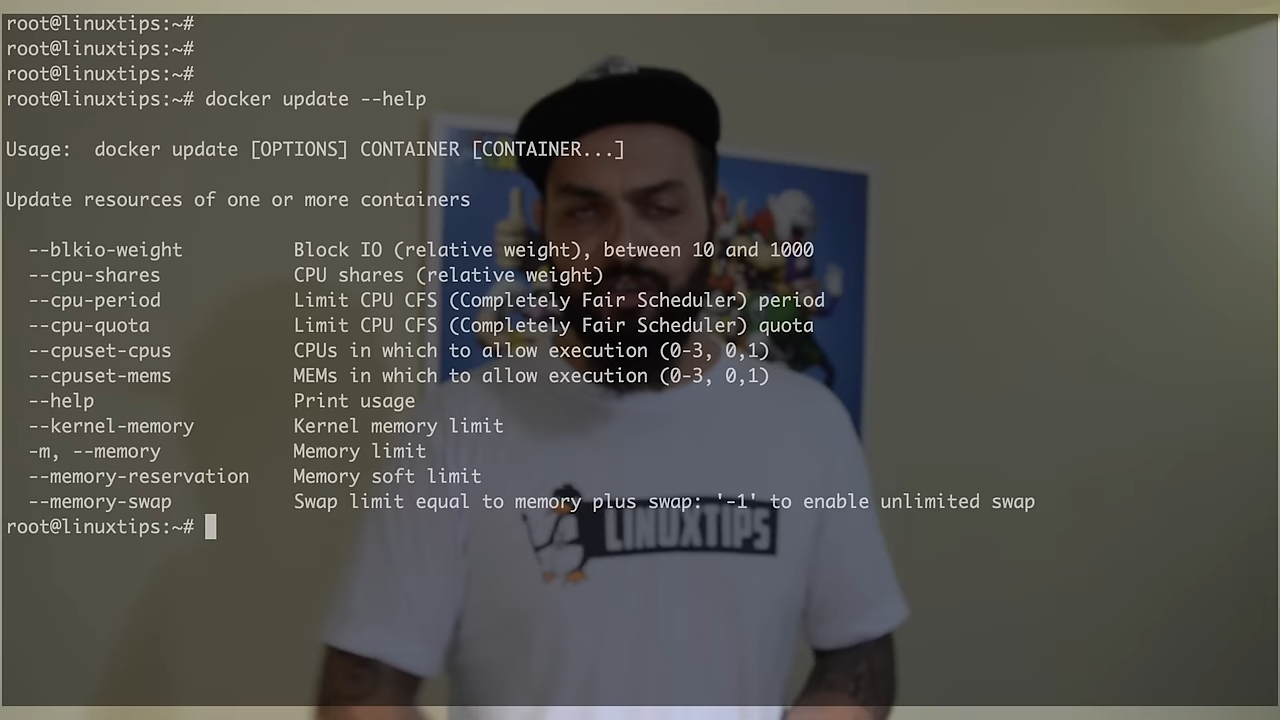 root@linuxtips:~#
root@linuxtips:~#
root@linuxtips:~#
root@linuxtips:~# docker update --help
Usage:  docker update [OPTIONS] CONTAINER [CONTAINER...]
Update resources of one or more containers
--blkio-weight          Block IO (relative weight), between 10 and 1000
--cpu-shares            CPU shares (relative weight)
--cpu-period            Limit CPU CFS (Completely Fair Scheduler) period
--cpu-quota             Limit CPU CFS (Completely Fair Scheduler) quota
--cpuset-cpus           CPUs in which to allow execution (0-3, 0,1)
--cpuset-mems           MEMs in which to allow execution (0-3, 0,1)
--help                  Print usage
--kernel-memory         Kernel memory limit
-m, --memory            Memory limit
--memory-reservation    Memory soft limit
--memory-swap           Swap limit equal to memory plus swap: '-1' to enable unlimited swap
root@linuxtips:~#
LINUXTIPS